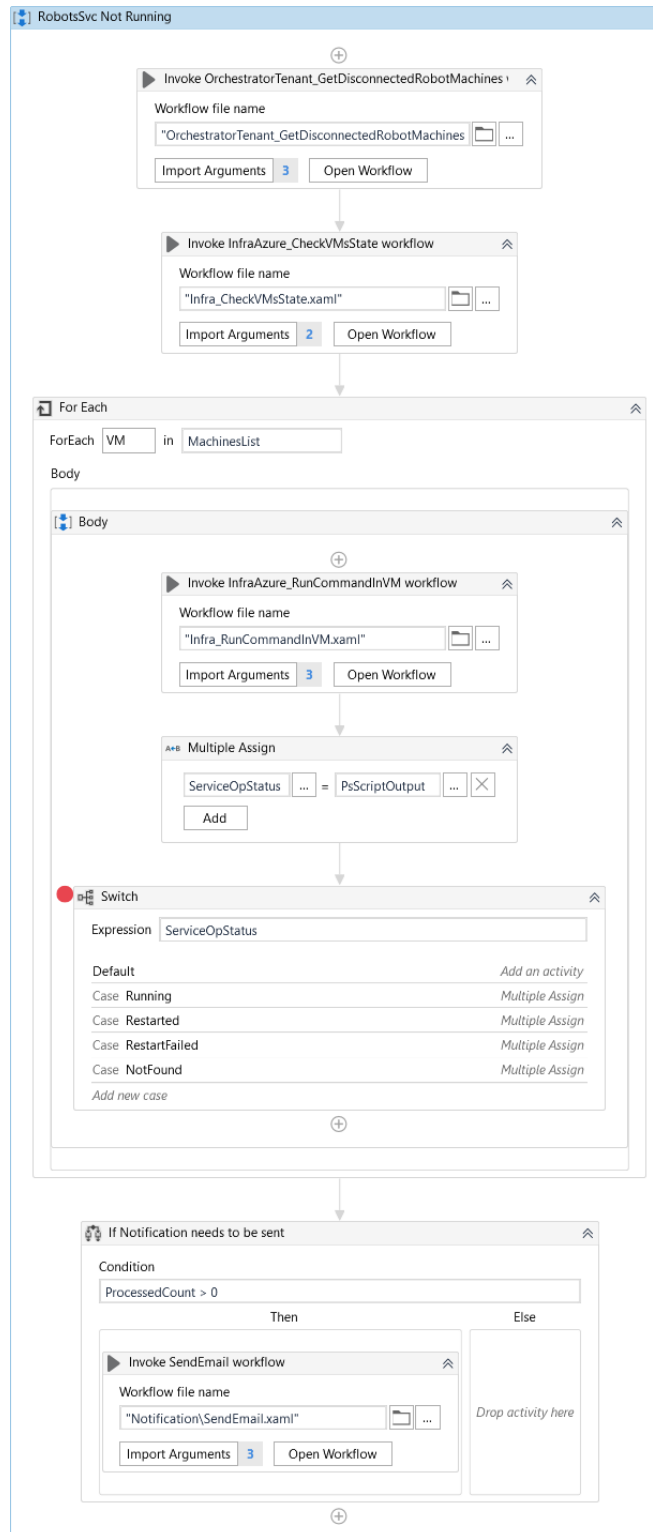 RobotsSvc Not Running
Invoke OrchestratorTenant_GetDisconnectedRobotMachines
Workflow file name
"OrchestratorTenant_GetDisconnectedRobotMachines
...
Import Arguments 3 Open Workflow
Invoke InfraAzure_CheckVMsState workflow
Workflow file name
"Infra_CheckVMsState.xaml" ...
Import Arguments 2 Open Workflow
For Each
ForEach VM in MachinesList
Body
Body
Invoke InfraAzure_RunCommandInVM workflow
Workflow file name
"Infra_RunCommandInVM.xaml" ...
Import Arguments 3 Open Workflow
A+B Multiple Assign
ServiceOpStatus ... = PsScriptOutput ...
Add
Switch
Expression ServiceOpStatus
Default Add an activity
Case Running Multiple Assign
Case Restarted Multiple Assign
Case RestartFailed Multiple Assign
Case NotFound Multiple Assign
Add new case
If Notification needs to be sent
Condition
ProcessedCount > 0
Then Else
Invoke SendEmail workflow
Workflow file name
"Notification\SendEmail.xaml" ...
Drop activity here
Import Arguments 3 Open Workflow